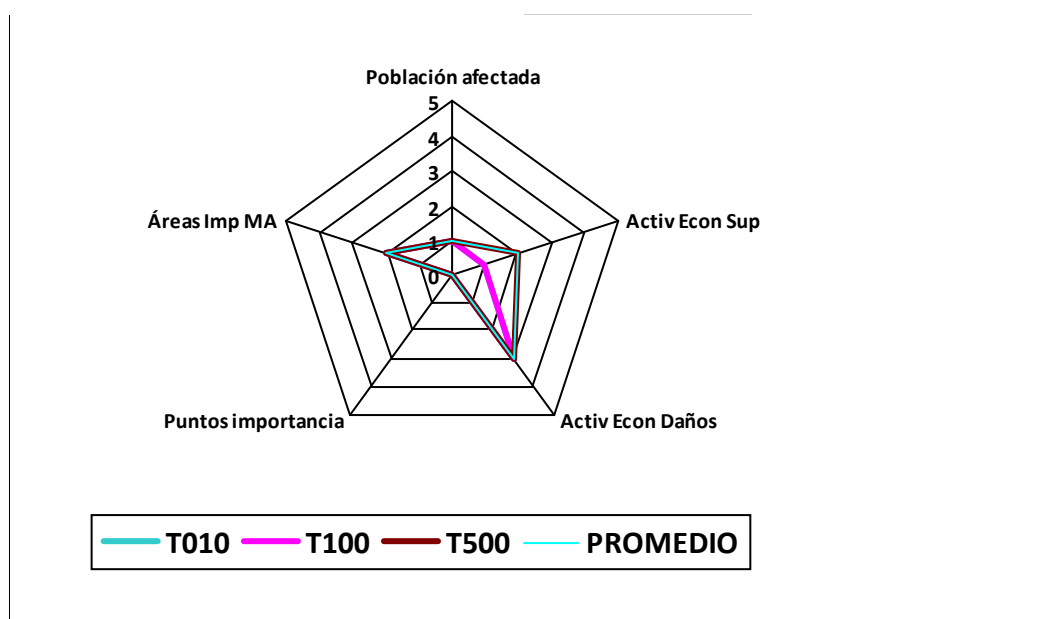 Población afectada
5
4
3
2
1
0
Áreas Imp MA
Activ Econ Sup
Puntos importancia
Activ Econ Daños
T010 T100 T500 PROMEDIO